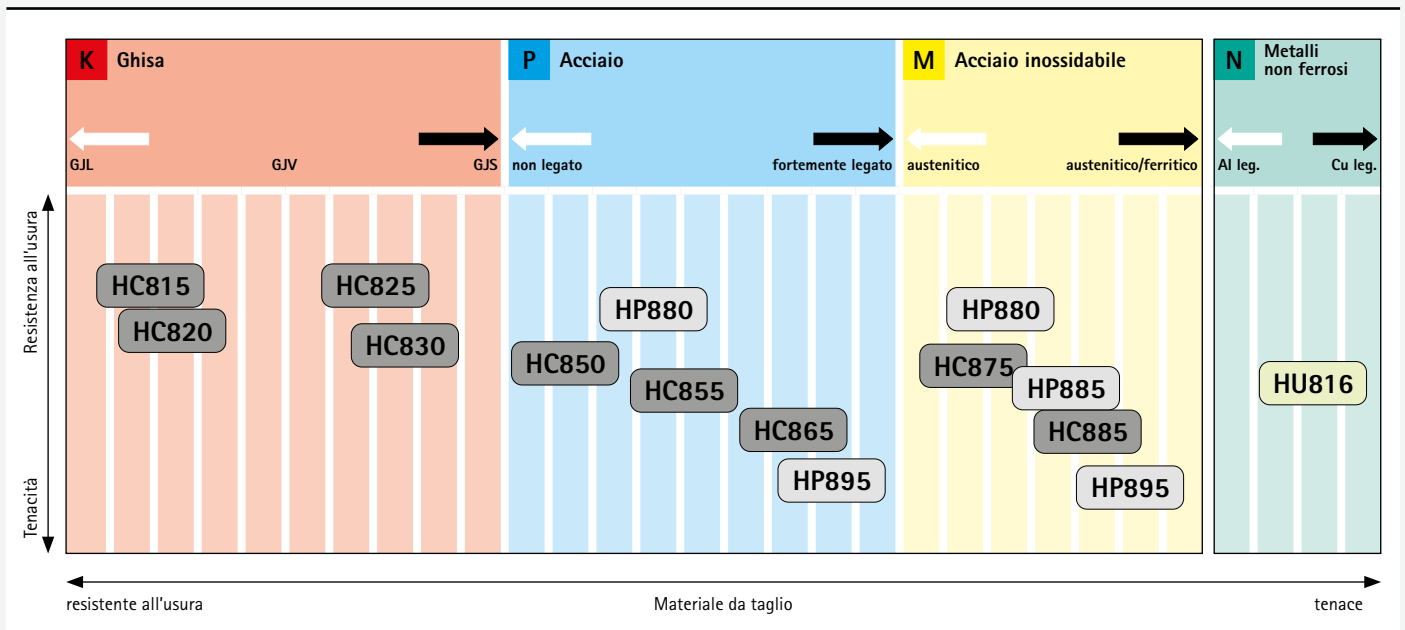 K Ghisa
GJL GJV GJS
P Acciaio
non legato fortemente legato
M Acciaio inossidabile
austenitico austenitico/ferritico
N Metalli
non ferrosi
Al leg. Cu leg.
Resistenza all'usura
Tenacità
HC815
HC820
HC825
HC830
HP880
HC850
HC855
HC865
HP895
HP880
HC875
HP885
HC885
HP895
HU816
resistente all'usura Materiale da taglio tenace